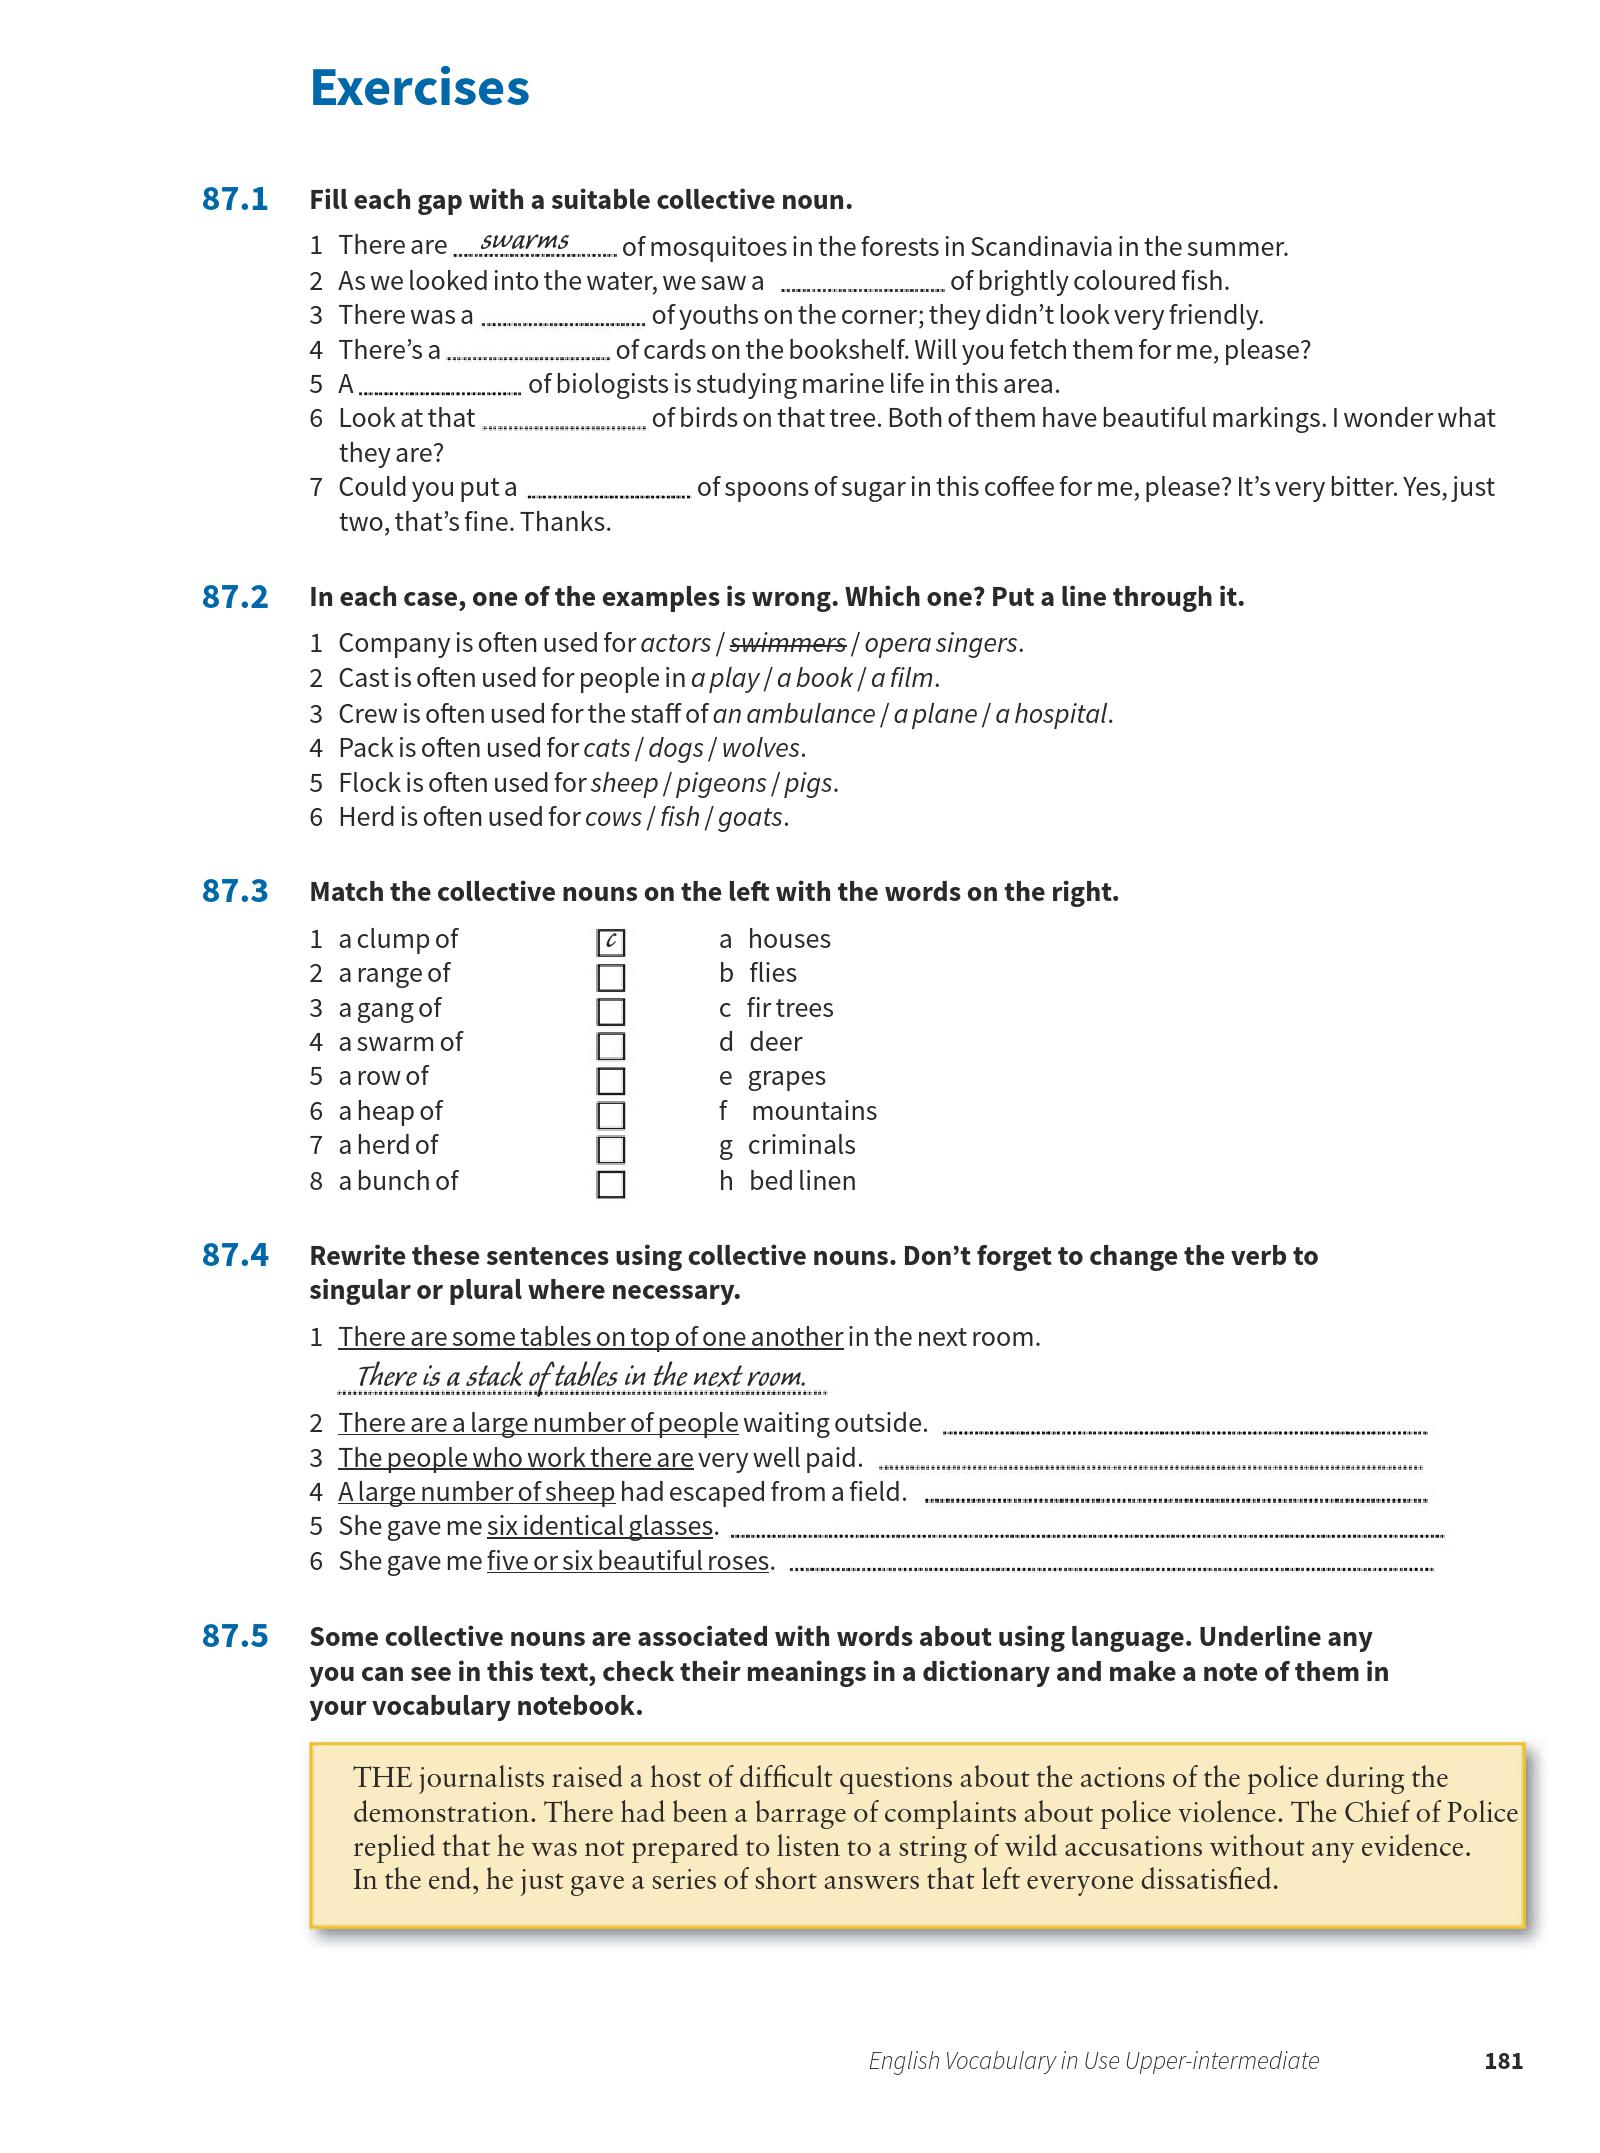 Exercises
87.1 Fill each gap with a suitable collective noun.
1 There are swarms of mosquitoes in the forests in Scandinavia in the summer.
2 As we looked into the water, we saw a .................... of brightly coloured fish.
3 There was a .................... of youths on the corner; they didn’t look very friendly.
4 There’s a .................... of cards on the bookshelf. Will you fetch them for me, please?
5 A .................... of biologists is studying marine life in this area.
6 Look at that .................... of birds on that tree. Both of them have beautiful markings. I wonder what
they are?
7 Could you put a .................... of spoons of sugar in this coffee for me, please? It’s very bitter. Yes, just
two, that’s fine. Thanks.
87.2 In each case, one of the examples is wrong. Which one? Put a line through it.
1 Company is often used for actors / swimmers / opera singers.
2 Cast is often used for people in a play / a book / a film.
3 Crew is often used for the staff of an ambulance / a plane / a hospital.
4 Pack is often used for cats / dogs / wolves.
5 Flock is often used for sheep / pigeons / pigs.
6 Herd is often used for cows / fish / goats.
87.3 Match the collective nouns on the left with the words on the right.
1 a clump of c a houses
2 a range of b flies
3 a gang of c fir trees
4 a swarm of d deer
5 a row of e grapes
6 a heap of f mountains
7 a herd of g criminals
8 a bunch of h bed linen
87.4 Rewrite these sentences using collective nouns. Don’t forget to change the verb to
singular or plural where necessary.
1 There are some tables on top of one another in the next room.
There is a stack of tables in the next room.
2 There are a large number of people waiting outside. ....................
3 The people who work there are very well paid. ....................
4 A large number of sheep had escaped from a field. ....................
5 She gave me six identical glasses. ....................
6 She gave me five or six beautiful roses. ....................
87.5 Some collective nouns are associated with words about using language. Underline any
you can see in this text, check their meanings in a dictionary and make a note of them in
your vocabulary notebook.
THE journalists raised a host of difficult questions about the actions of the police during the
demonstration. There had been a barrage of complaints about police violence. The Chief of Police
replied that he was not prepared to listen to a string of wild accusations without any evidence.
In the end, he just gave a series of short answers that left everyone dissatisfied.
English Vocabulary in Use Upper-intermediate 181